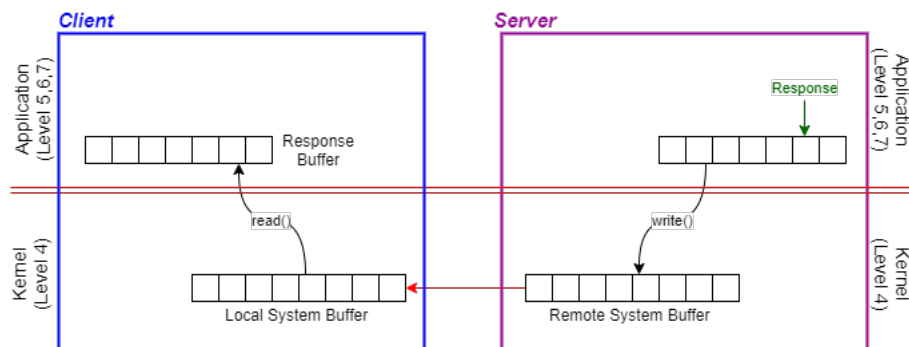 Client
Server
Application
(Level 5,6,7)
Application
(Level 5,6,7)
Response
Response
Buffer
read()
write()
Kernel
(Level 4)
Kernel
(Level 4)
Local System Buffer
Remote System Buffer